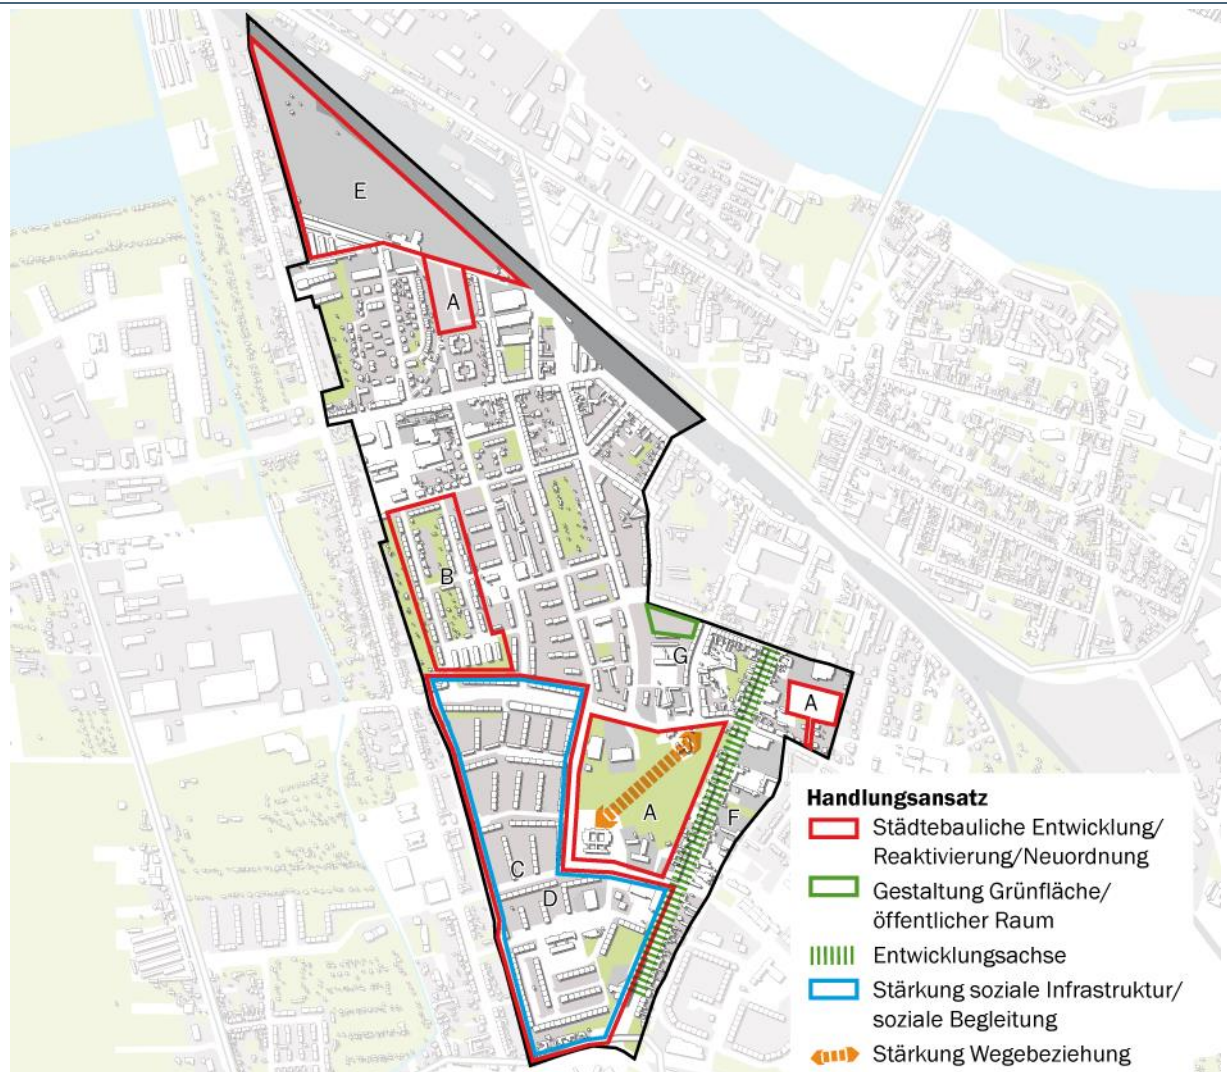 E
A
B
G
A
A
F
C
D
Handlungsansatz
Städtebauliche Entwicklung/
Reaktivierung/Neuordnung
Gestaltung Grünfläche/
öffentlicher Raum
Entwicklungsachse
Stärkung soziale Infrastruktur/
soziale Begleitung
Stärkung Wegebeziehung